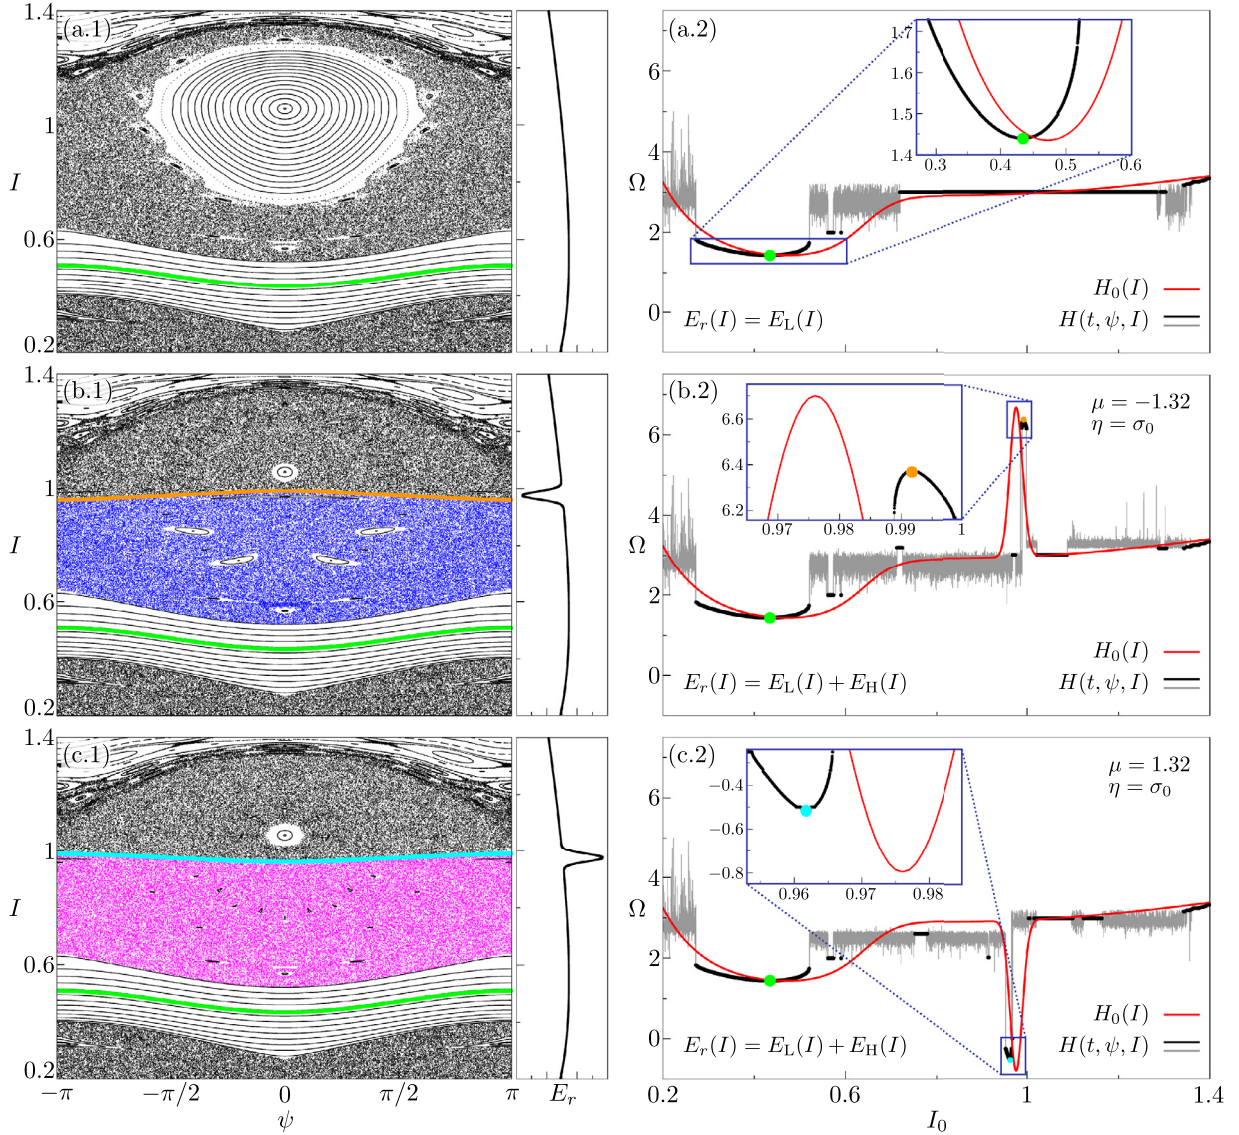 (a.1)
1.4
1
I
0.6
0.2
(a.2)
6
4
Ω
2
0
1.7
1.6
1.5
1.4
0.3 0.4 0.5 0.6
E_r(I) = E_L(I)
H_0(I)
H(t, ψ, I)
(b.1)
1.4
1
I
0.6
0.2
(b.2)
6
4
Ω
2
0
6.6
6.4
6.2
0.97 0.98 0.99 1
μ = −1.32
η = σ_0
E_r(I) = E_L(I) + E_H(I)
H_0(I)
H(t, ψ, I)
(c.1)
1.4
1
I
0.6
0.2
−π −π/2 0 π/2 π
ψ
E_r
(c.2)
6
4
Ω
2
0
−0.4
−0.6
−0.8
0.96 0.97 0.98
μ = 1.32
η = σ_0
E_r(I) = E_L(I) + E_H(I)
H_0(I)
H(t, ψ, I)
0.2 0.6 1 1.4
I_0